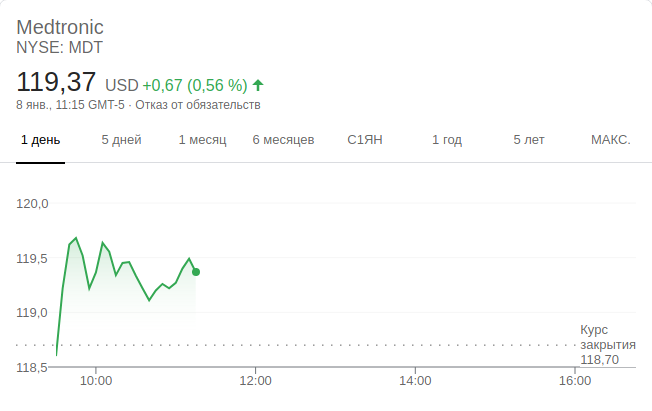 Medtronic
NYSE: MDT
119,37 USD +0,67 (0,56 %)
8 янв., 11:15 GMT-5 · Отказ от обязательств
1 день 5 дней 1 месяц 6 месяцев С1ЯН 1 год 5 лет МАКС.
120,0
119,5
119,0
Курс
закрытия
118,70
118,5
10:00 12:00 14:00 16:00